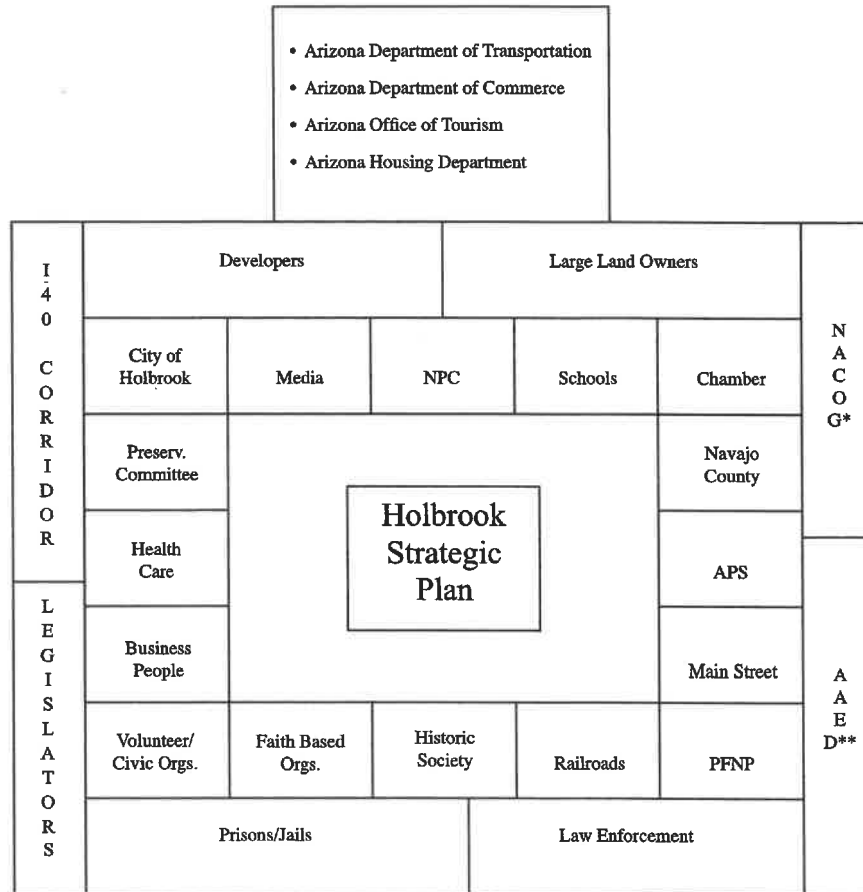 • Arizona Department of Transportation
• Arizona Department of Commerce
• Arizona Office of Tourism
• Arizona Housing Department
Developers
Large Land Owners
I-40 CORRIDOR
NACOG*
City of
Holbrook
Media
NPC
Schools
Chamber
Preserv.
Committee
Navajo
County
Holbrook
Strategic
Plan
Health
Care
APS
LEGISLATORS
AAED**
Business
People
Main Street
Volunteer/
Civic Orgs.
Faith Based
Orgs.
Historic
Society
Railroads
PFNP
Prisons/Jails
Law Enforcement